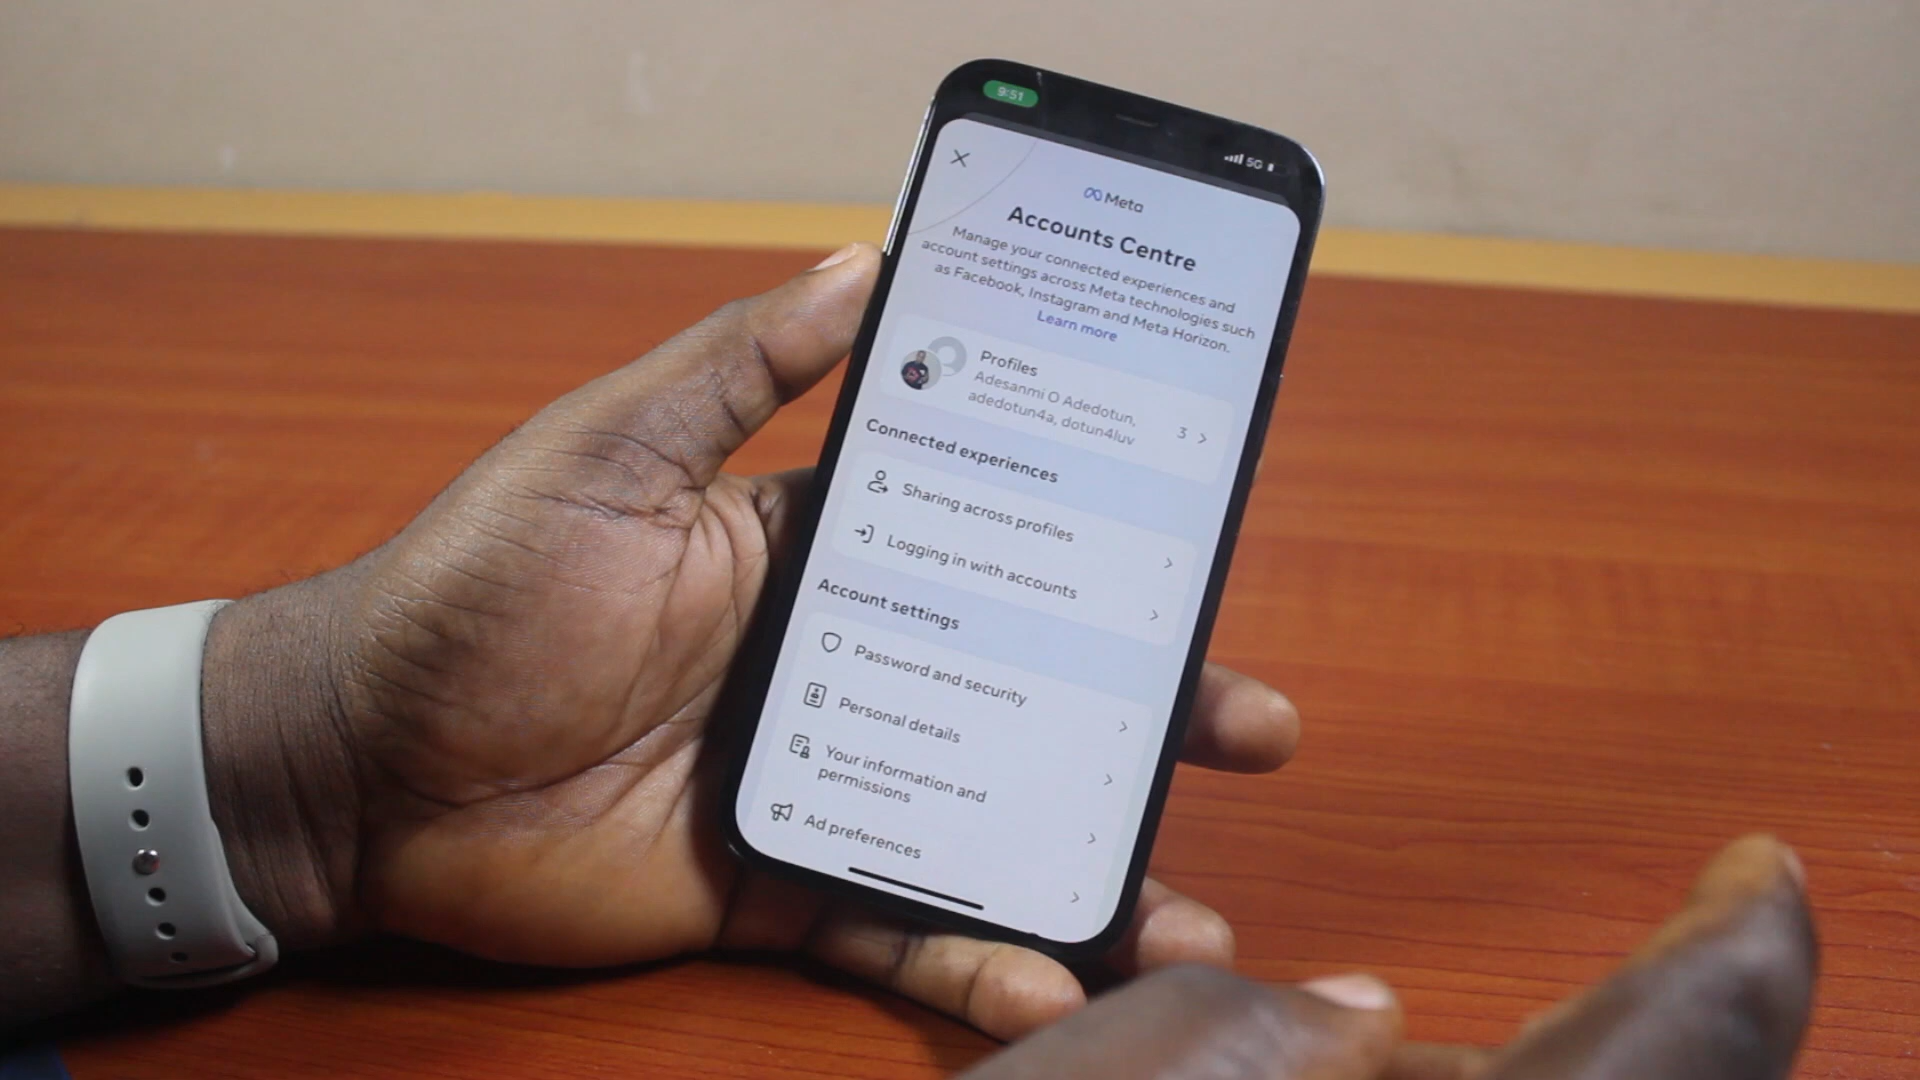 9:51
5G
Meta
Accounts Centre
Manage your connected experiences and
account settings across Meta technologies such
as Facebook, Instagram and Meta Horizon.
Learn more
Profiles
Adesanmi O Adedotun,
adedotun4a, dotun4luv
3
Connected experiences
Sharing across profiles
Logging in with accounts
Account settings
Password and security
Personal details
Your information and
permissions
Ad preferences